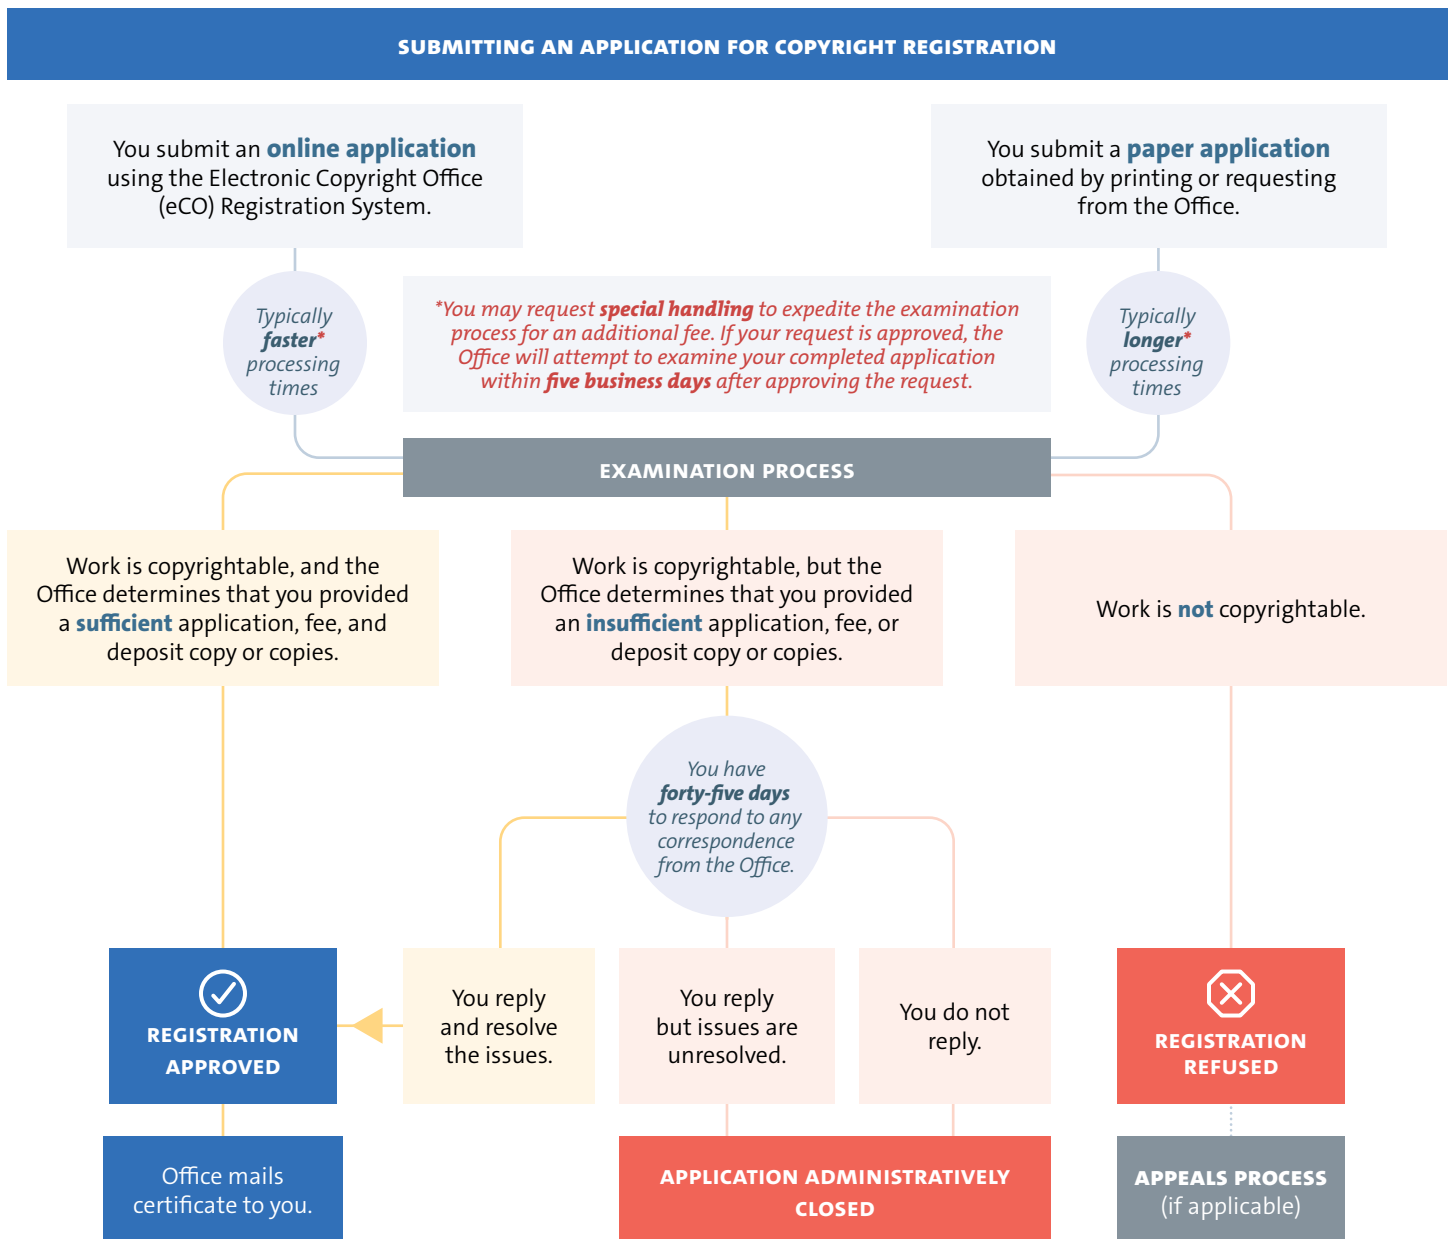 SUBMITTING AN APPLICATION FOR COPYRIGHT REGISTRATION
You submit an online application
using the Electronic Copyright Office
(eCO) Registration System.
You submit a paper application
obtained by printing or requesting
from the Office.
Typically
faster*
processing
times
*You may request special handling to expedite the examination
process for an additional fee. If your request is approved, the
Office will attempt to examine your completed application
within five business days after approving the request.
Typically
longer*
processing
times
EXAMINATION PROCESS
Work is copyrightable, and the
Office determines that you provided
a sufficient application, fee, and
deposit copy or copies.
Work is copyrightable, but the
Office determines that you provided
an insufficient application, fee, or
deposit copy or copies.
Work is not copyrightable.
You have
forty-five days
to respond to any
correspondence
from the Office.
REGISTRATION
APPROVED
You reply
and resolve
the issues.
You reply
but issues are
unresolved.
You do not
reply.
REGISTRATION
REFUSED
Office mails
certificate to you.
APPLICATION ADMINISTRATIVELY
CLOSED
APPEALS PROCESS
(if applicable)